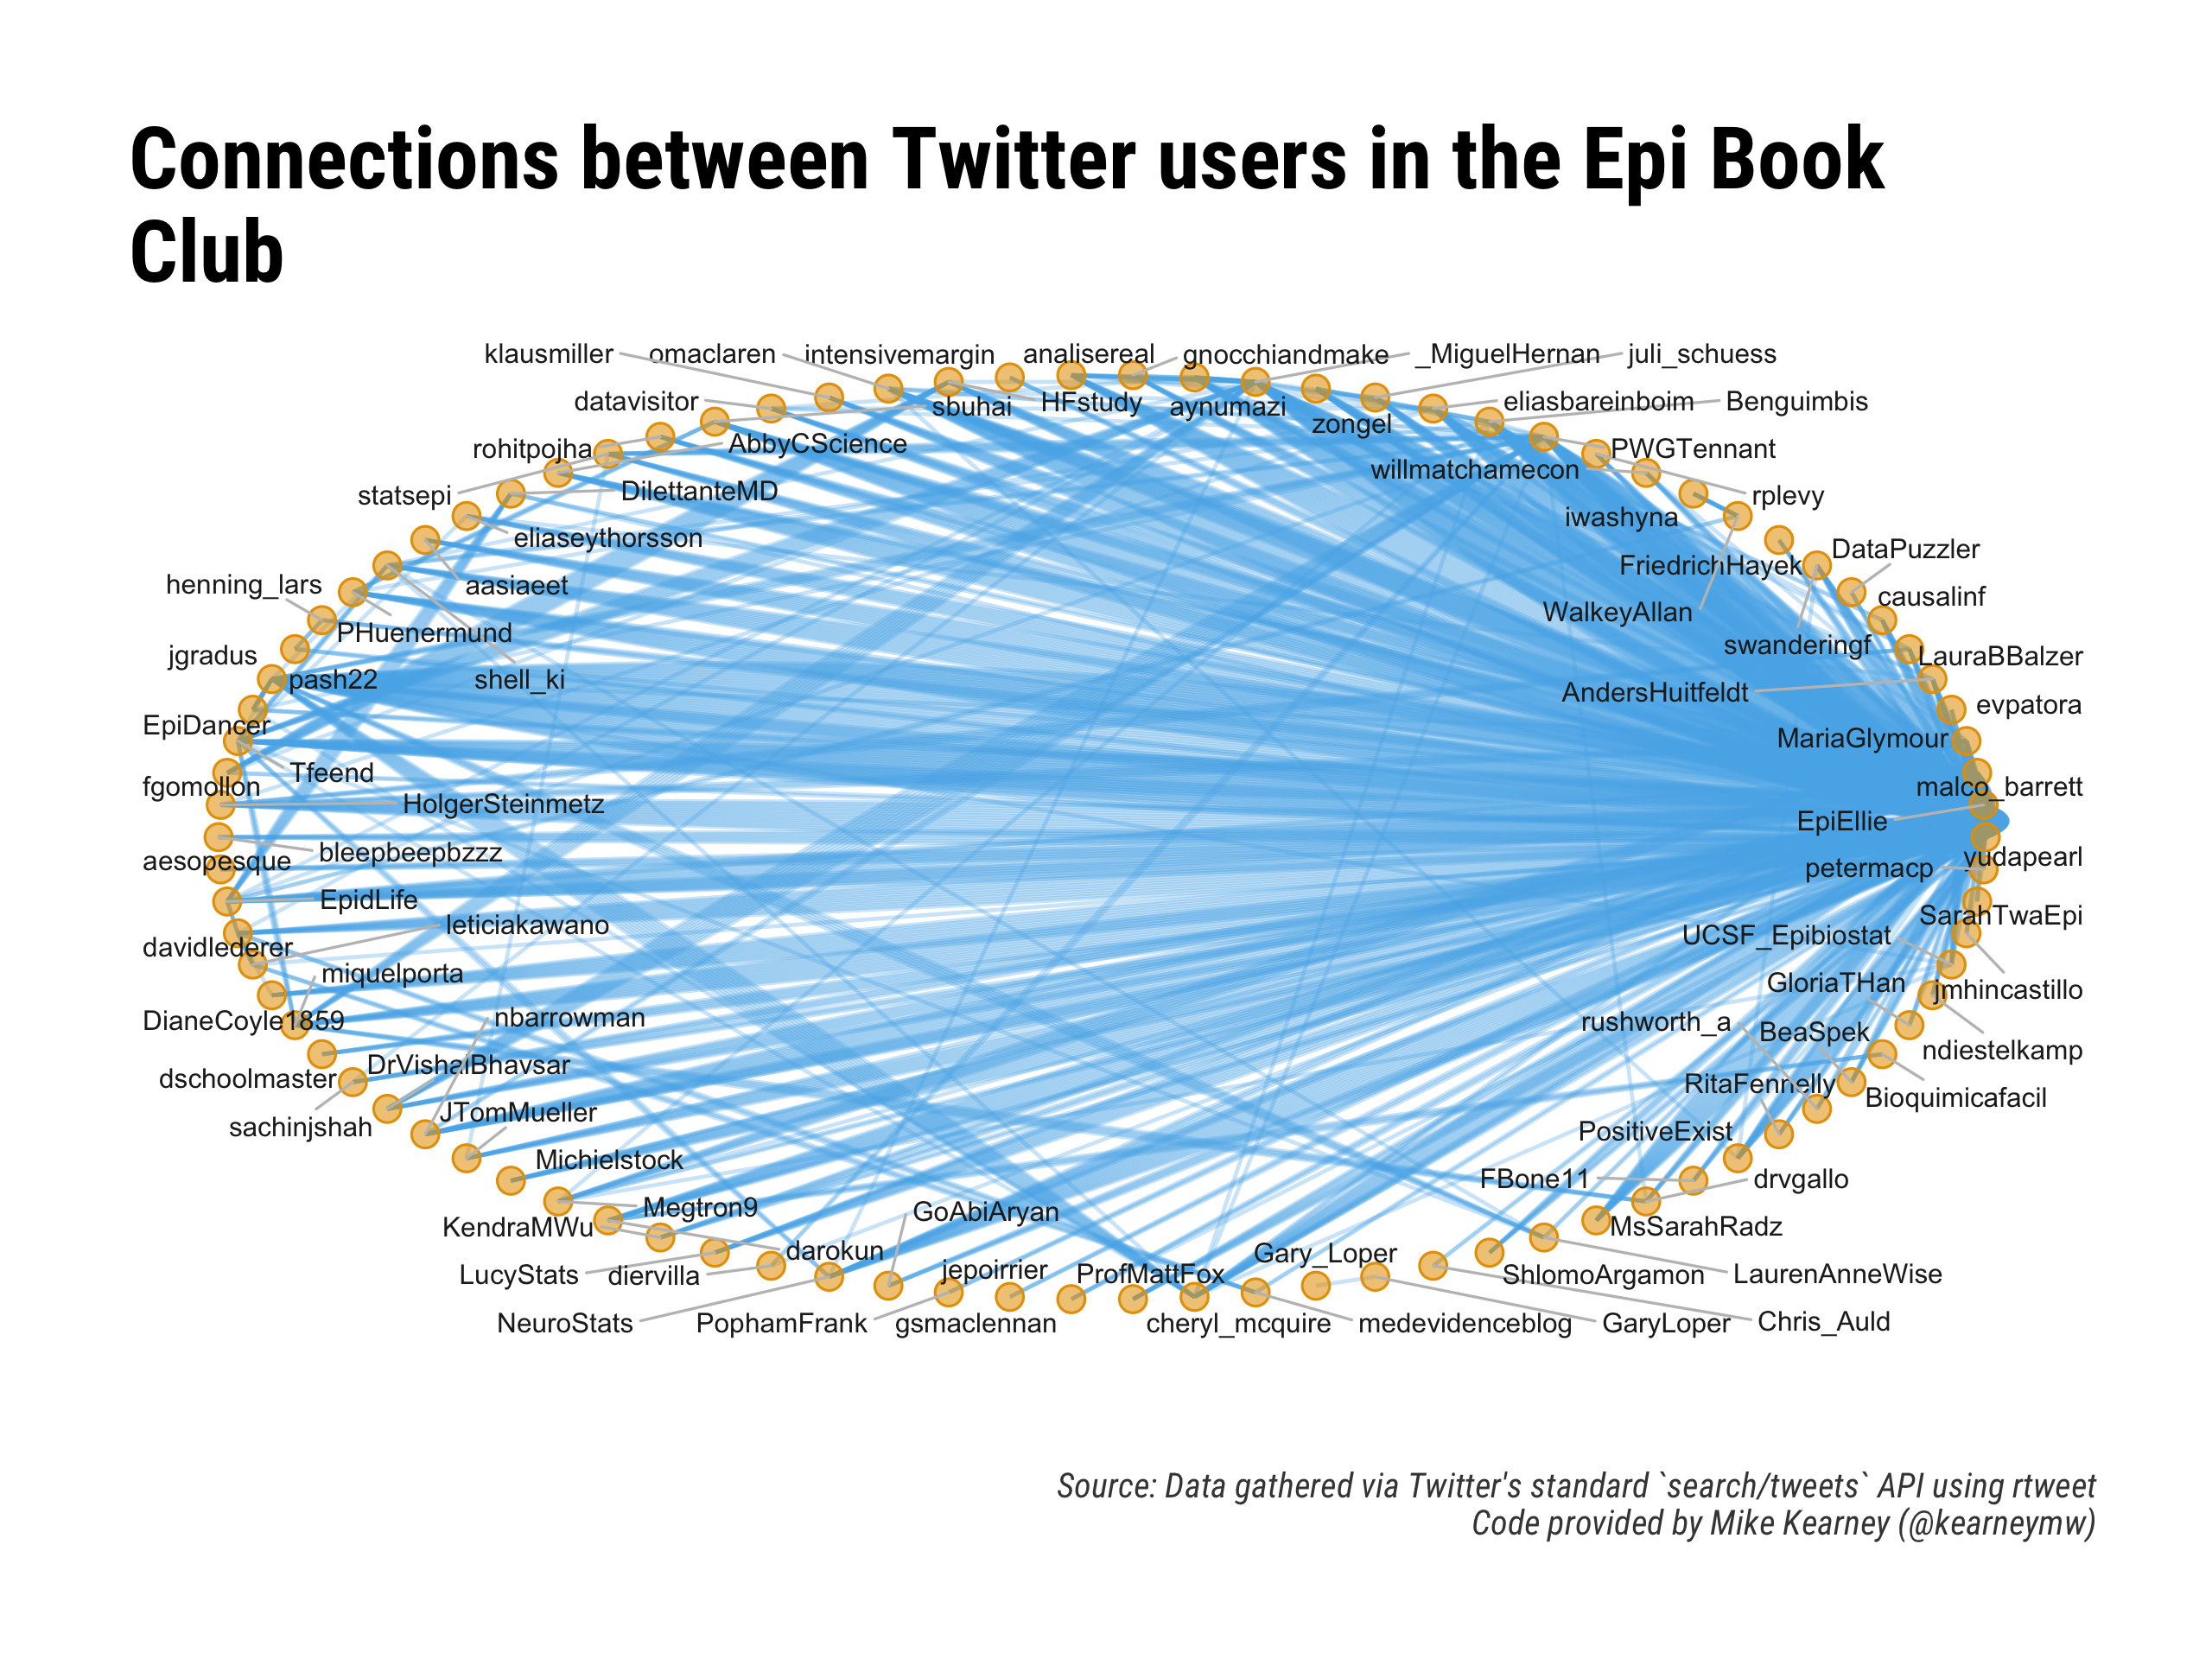 Connections between Twitter users in the Epi Book
Club
klausmiller omaclaren intensivemargin analisereal gnocchiandmake _MiguelHernan juli_schuess
datavisitor sbuhai HFstudy aynumazi zongel eliasbareinboim Benguimbis
rohitpojha AbbyCScience willmatchamecon PWGTennant
statsepi DilettanteMD rplevy
eliaseythorsson iwashyna
henning_lars aasiaeet FriedrichHayek DataPuzzler
PHuenermund WalkeyAllan causalinf
jgradus pash22 shell_ki swanderingf LauraBBalzer
AndersHuitfeldt evpatora
EpiDancer MariaGlymour
Tfeend
fgomollon HolgerSteinmetz malco_barrett
EpiEllie
aesopesque bleepbeepbzzz petermacp yudapearl
EpidLife SarahTwaEpi
davidlederer leticiakawano UCSF_Epibiostat
miquelporta GloriaTHan jmhincastillo
DianeCoyle1859 nbarrowman rushworth_a BeaSpek
dschoolmaster DrVishalBhavsar RitaFennelly ndiestelkamp
sachinjshah JTomMueller PositiveExist Bioquimicafacil
Michielstock FBone11 drvgallo
KendraMWu Megtron9 GoAbiAryan MsSarahRadz
LucyStats diervilla darokun jepoirrier ProfMattFox Gary_Loper ShlomoArgamon LaurenAnneWise
NeuroStats PophamFrank gsmaclennan cheryl_mcquire medevidenceblog GaryLoper Chris_Auld
Source: Data gathered via Twitter's standard `search/tweets` API using rtweet
Code provided by Mike Kearney (@kearneymw)